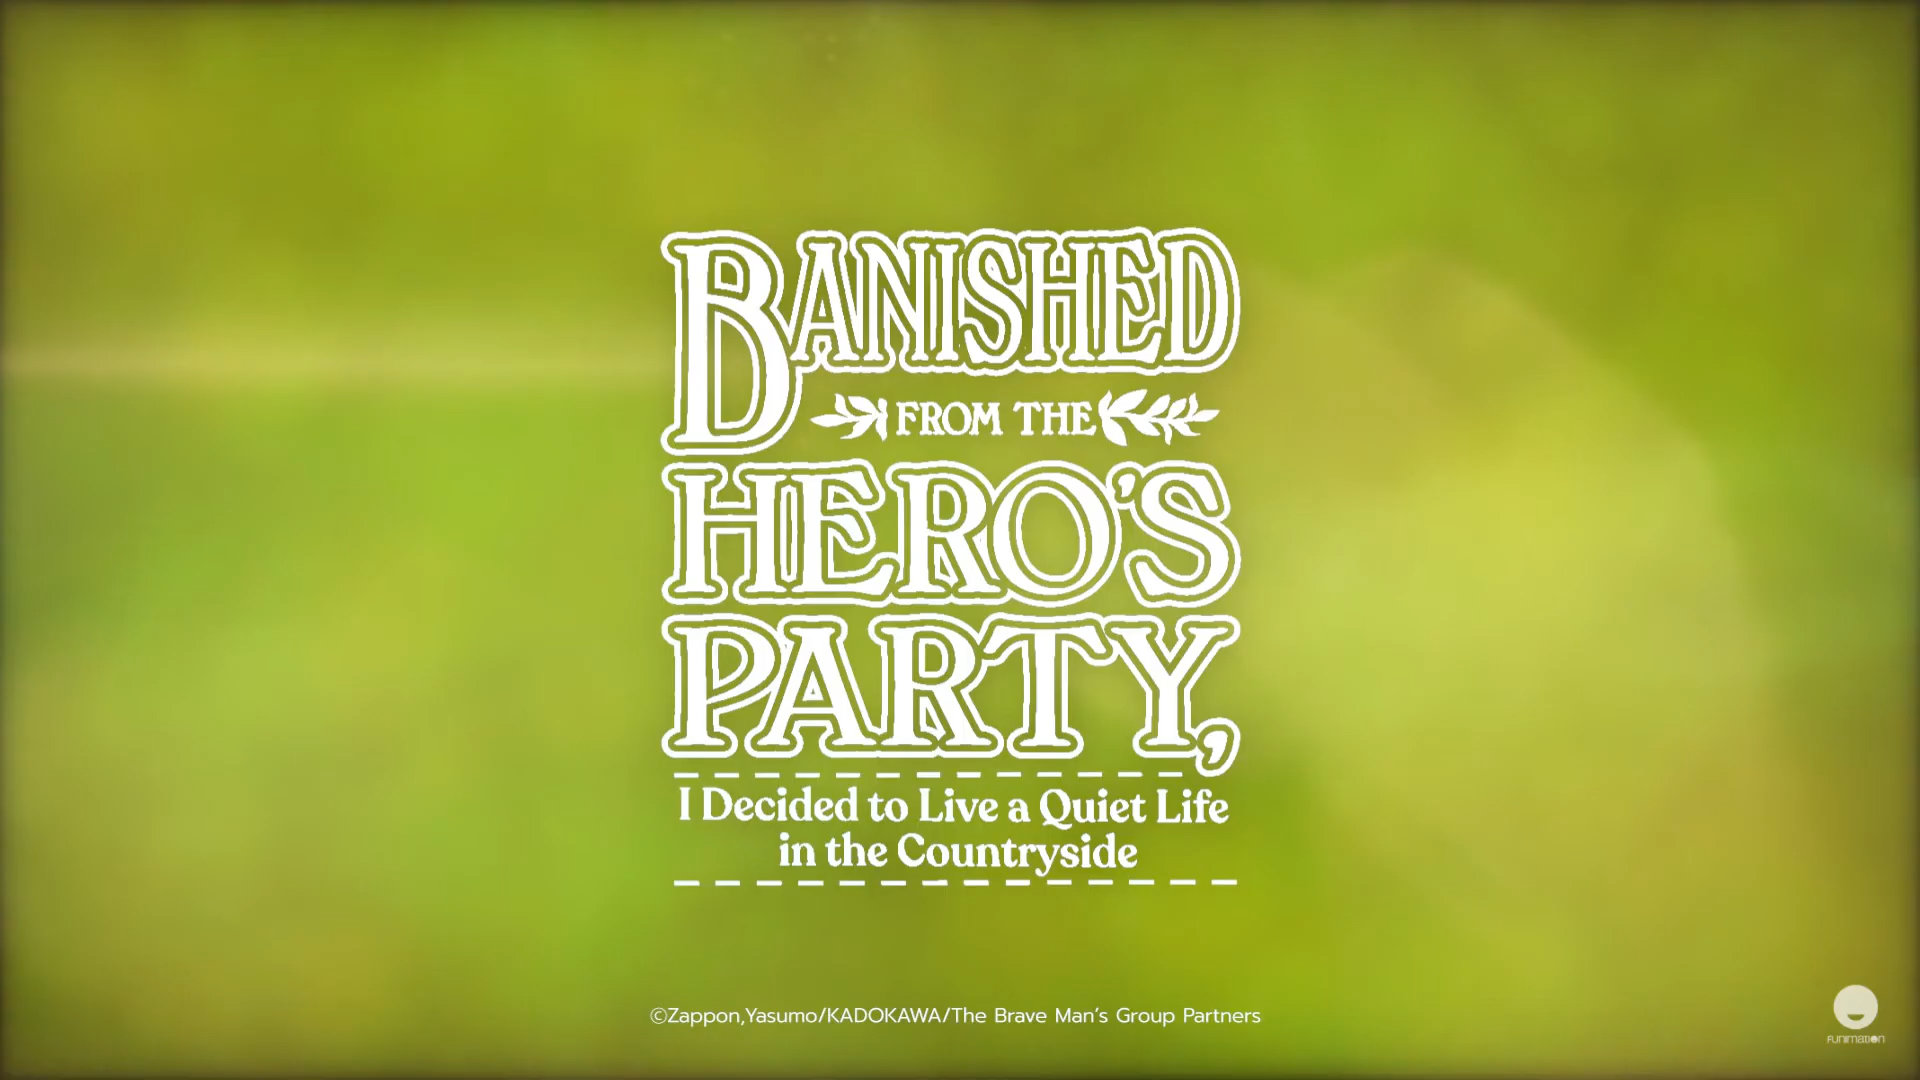 BANISHED
FROM THE
HERO'S
PARTY,
I Decided to Live a Quiet Life
in the Countryside
©Zappon,Yasumo/KADOKAWA/The Brave Man's Group Partners
FUNIMATION